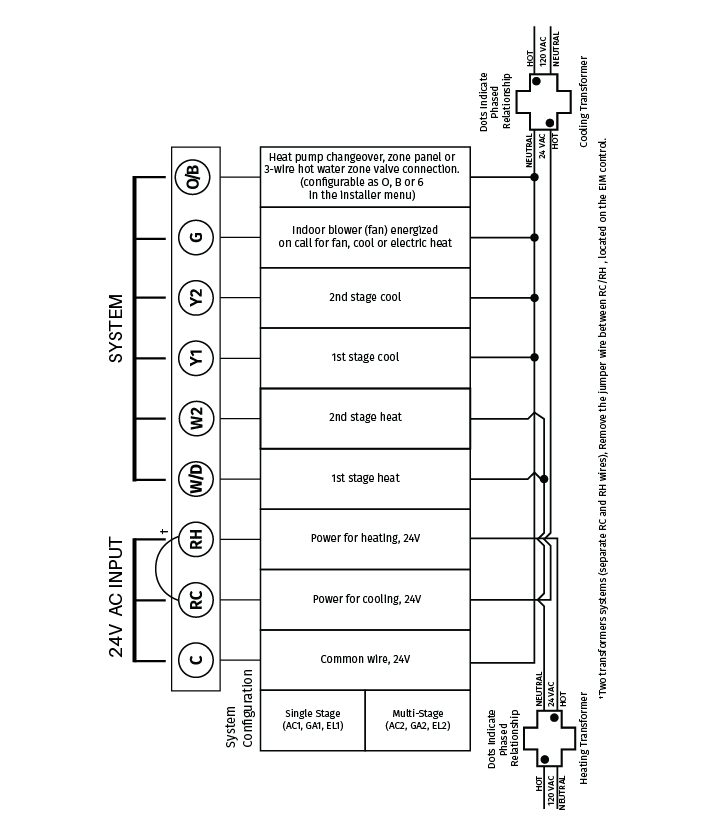 HOT
120 VAC
NEUTRAL
Dots Indicate
Phased
Relationship
Cooling Transformer
NEUTRAL
24 VAC
HOT
SYSTEM
O/B
Heat pump changeover, zone panel or
3-wire hot water zone valve connection.
(configurable as O, B or 6
in the installer menu)
G
Indoor blower (fan) energized
on call for fan, cool or electric heat
Y2
2nd stage cool
Y1
1st stage cool
W2
2nd stage heat
W/D
1st stage heat
24V AC INPUT
†
RH
Power for heating, 24V
RC
Power for cooling, 24V
C
Common wire, 24V
System
Configuration
Single Stage
(AC1, GA1, EL1)
Multi-Stage
(AC2, GA2, EL2)
†Two transformers systems (separate RC and RH wires), Remove the jumper wire between RC/RH , located on the EIM control.
NEUTRAL
24 VAC
HOT
Dots Indicate
Phased
Relationship
Heating Transformer
HOT
120 VAC
NEUTRAL